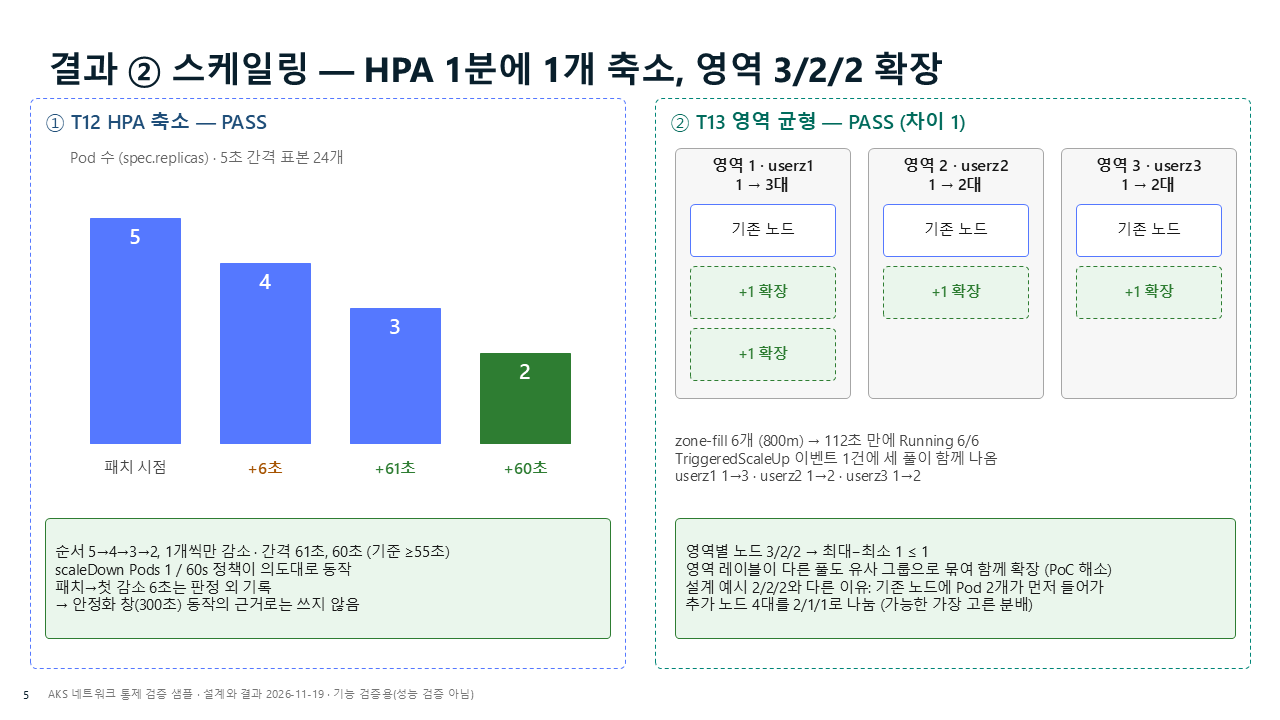 결과 ② 스케일링 — HPA 1분에 1개 축소, 영역 3/2/2 확장
① T12 HPA 축소 — PASS
Pod 수 (spec.replicas) · 5초 간격 표본 24개
5
4
3
2
패치 시점
+6초
+61초
+60초
순서 5→4→3→2, 1개씩만 감소 · 간격 61초, 60초 (기준 ≥55초)
scaleDown Pods 1 / 60s 정책이 의도대로 동작
패치→첫 감소 6초는 판정 외 기록
→ 안정화 창(300초) 동작의 근거로는 쓰지 않음
② T13 영역 균형 — PASS (차이 1)
영역 1 · userz1
1 → 3대
기존 노드
+1 확장
+1 확장
영역 2 · userz2
1 → 2대
기존 노드
+1 확장
영역 3 · userz3
1 → 2대
기존 노드
+1 확장
zone-fill 6개 (800m) → 112초 만에 Running 6/6
TriggeredScaleUp 이벤트 1건에 세 풀이 함께 나옴
userz1 1→3 · userz2 1→2 · userz3 1→2
영역별 노드 3/2/2 → 최대−최소 1 ≤ 1
영역 레이블이 다른 풀도 유사 그룹으로 묶여 함께 확장 (PoC 해소)
설계 예시 2/2/2와 다른 이유: 기존 노드에 Pod 2개가 먼저 들어가
추가 노드 4대를 2/1/1로 나눔 (가능한 가장 고른 분배)
5
AKS 네트워크 통제 검증 샘플 · 설계와 결과 2026-11-19 · 기능 검증용(성능 검증 아님)